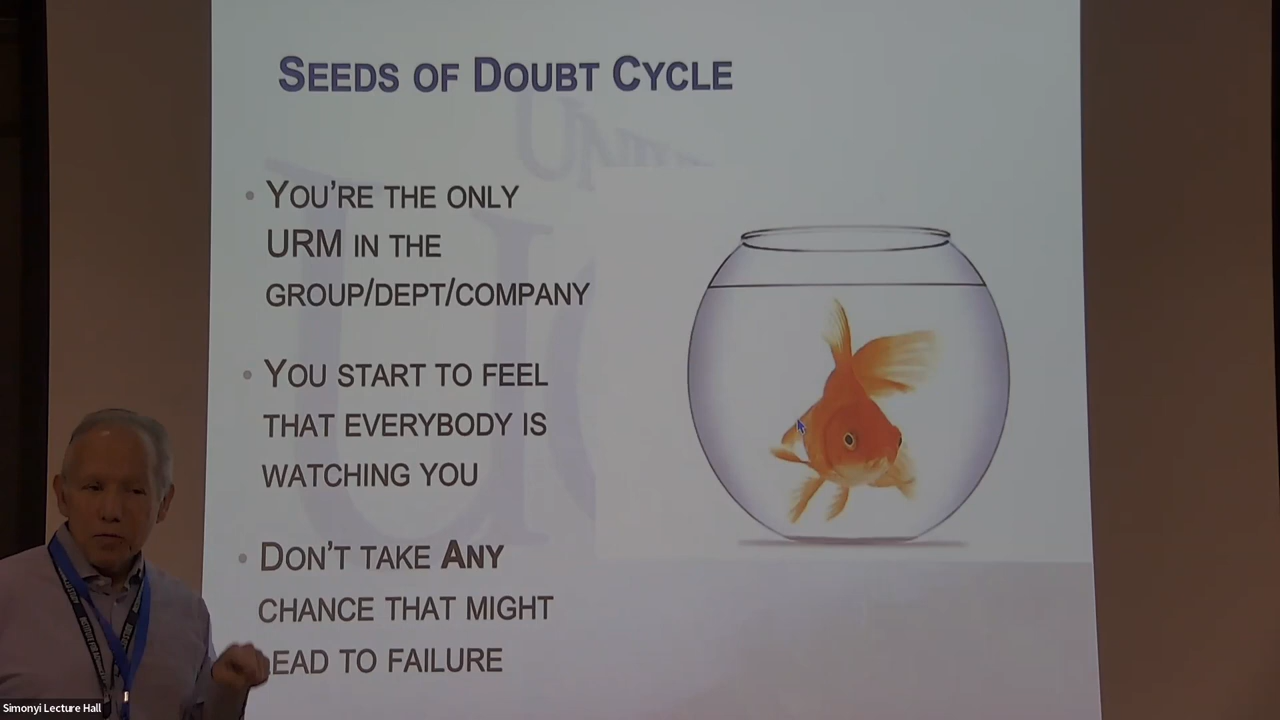 SEEDS OF DOUBT CYCLE
• YOU'RE THE ONLY
URM IN THE
GROUP/DEPT/COMPANY
• YOU START TO FEEL
THAT EVERYBODY IS
WATCHING YOU
• DON'T TAKE ANY
CHANCE THAT MIGHT
EAD TO FAILURE
Simonyi Lecture Hall